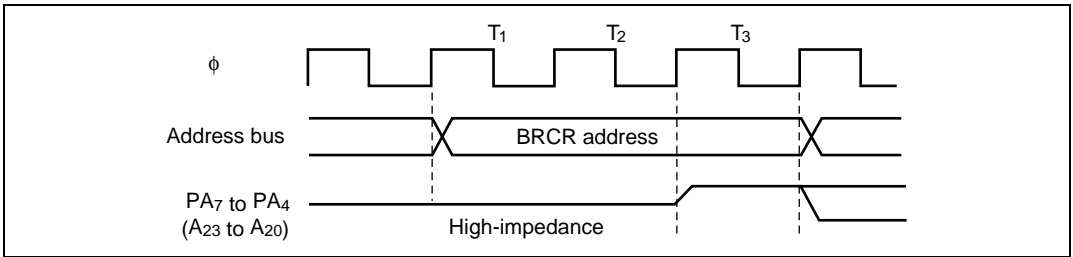 T1 T2 T3
φ
Address bus
BRCR address
PA7 to PA4
(A23 to A20)
High-impedance